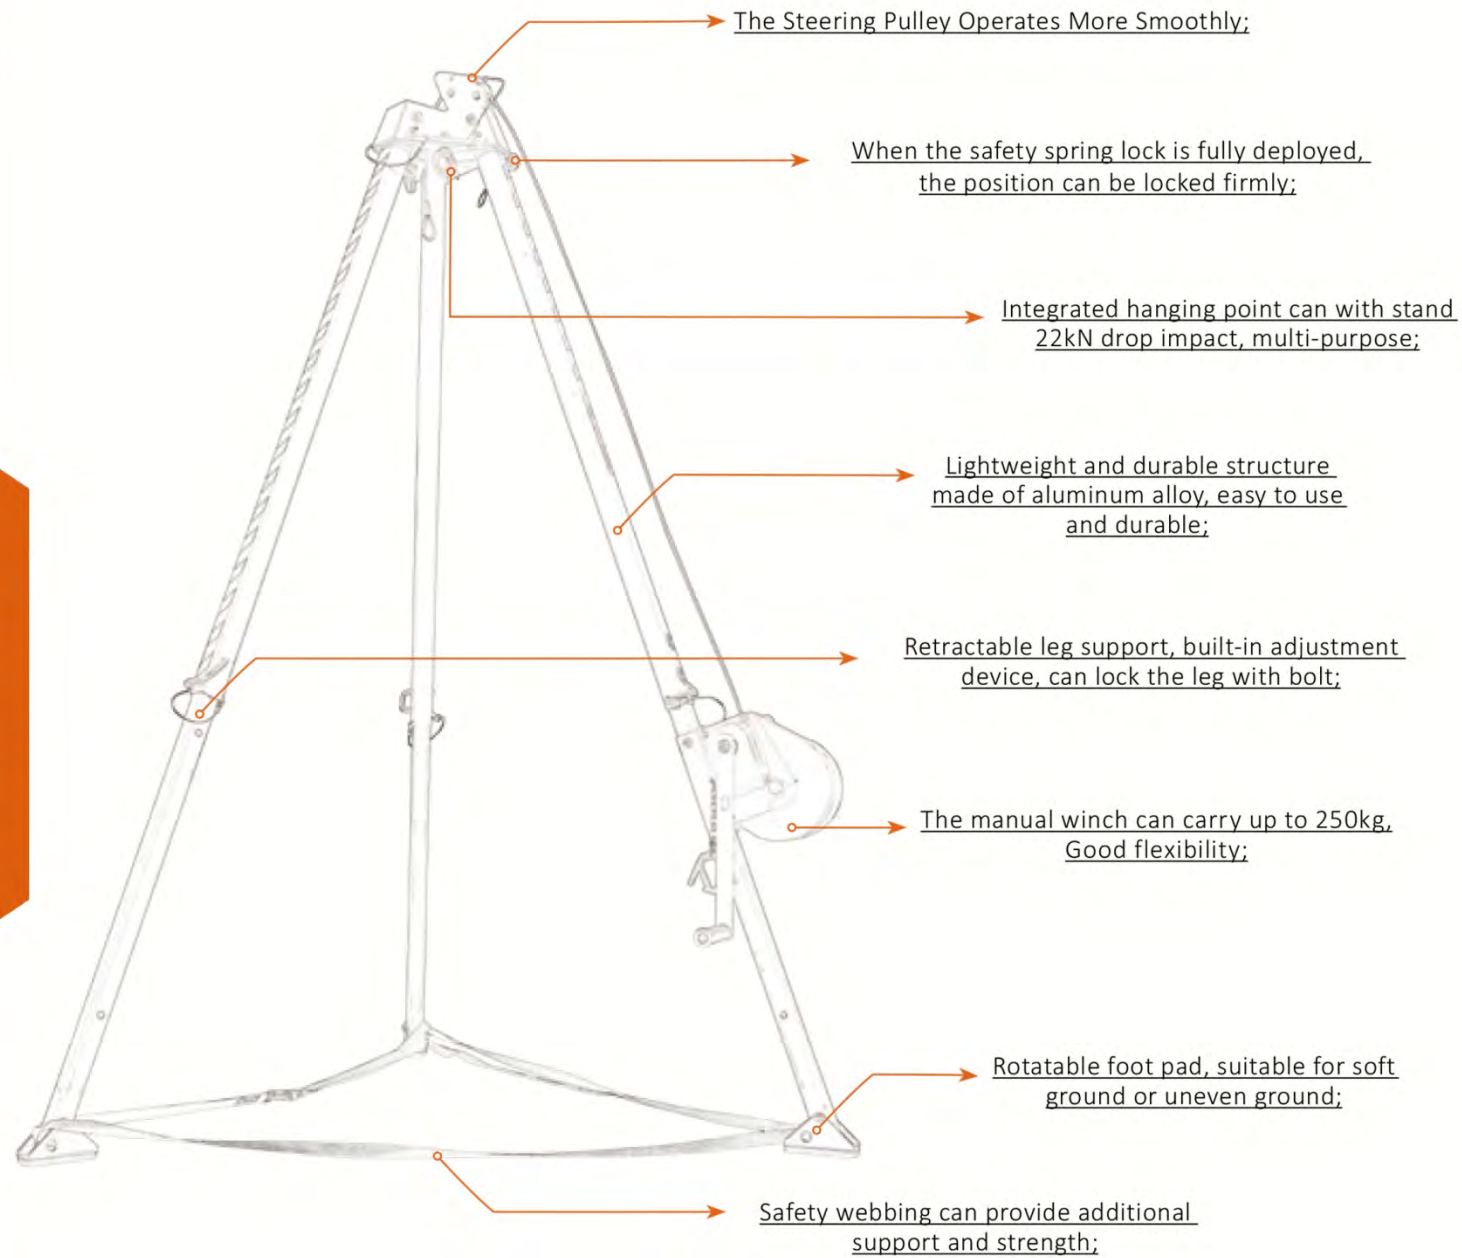 The Steering Pulley Operates More Smoothly;
When the safety spring lock is fully deployed,
the position can be locked firmly;
Integrated hanging point can with stand
22kN drop impact, multi-purpose;
Lightweight and durable structure
made of aluminum alloy, easy to use
and durable;
Retractable leg support, built-in adjustment
device, can lock the leg with bolt;
The manual winch can carry up to 250kg,
Good flexibility;
Rotatable foot pad, suitable for soft
ground or uneven ground;
Safety webbing can provide additional
support and strength;